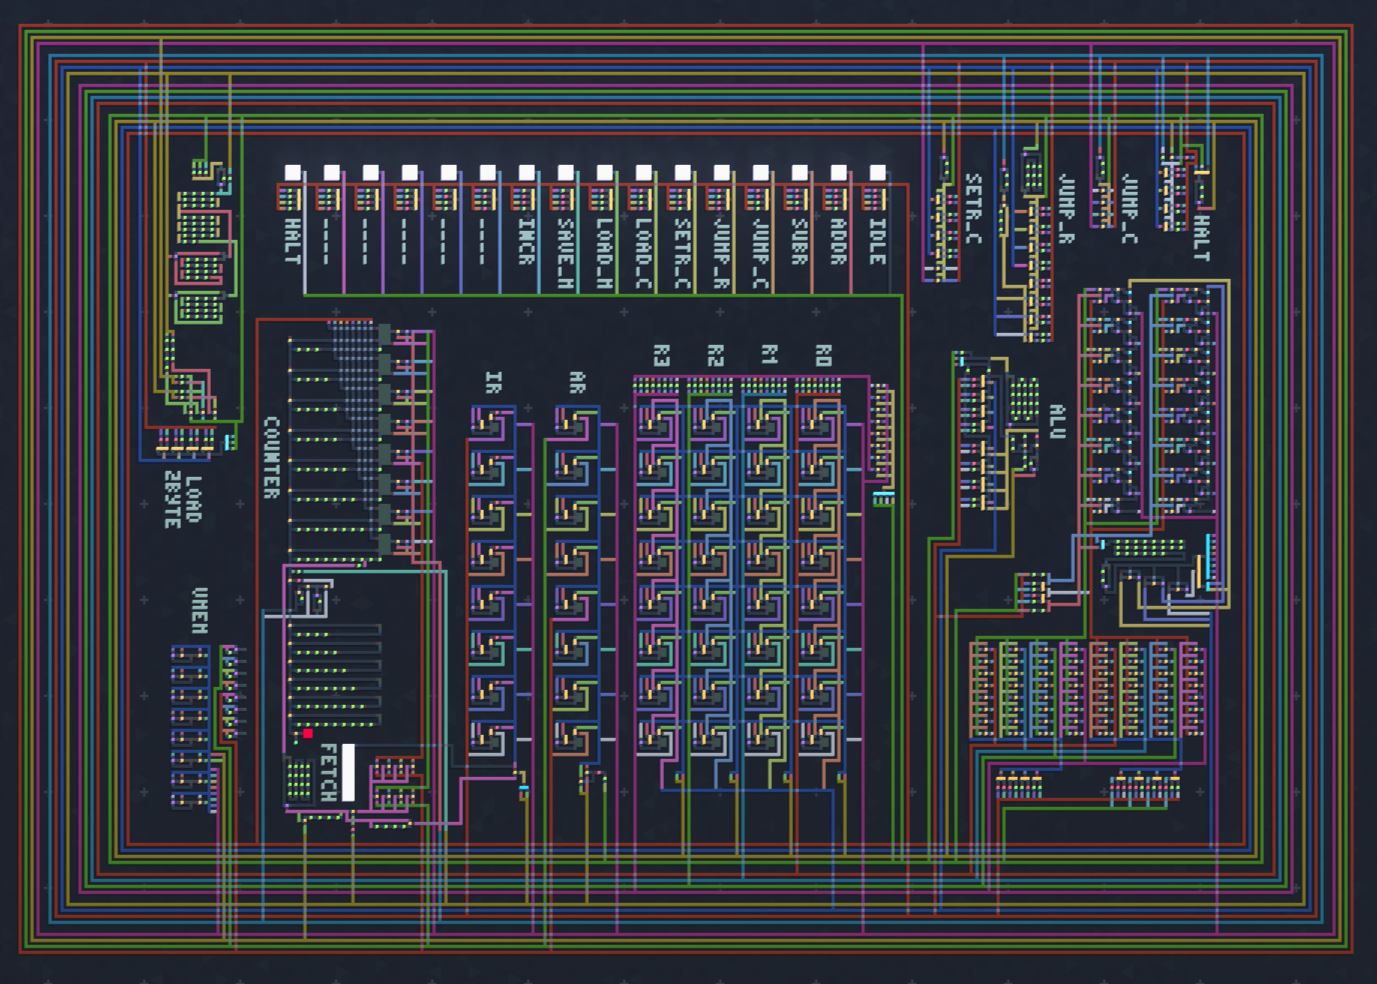 HALT
----
----
----
----
----
INCR
SAVE_M
LOAD_M
LOAD_C
SETR_C
JUMP_R
JUMP_C
SUBR
ADDR
IDLE
SETR_C
JUMP_R
JUMP_C
HALT
R3
R2
R1
R0
IR
AR
COUNTER
ALU
LOAD
2BYTE
VMEM
FETCH